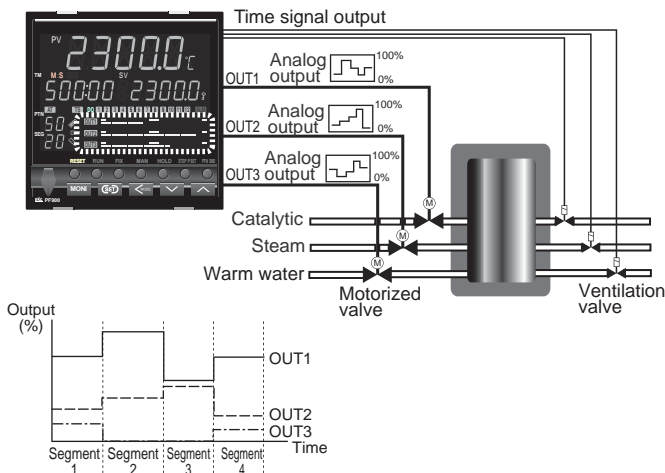 Time signal output
PV
2300.0 ℃
TM M:S SV
500:00 2300.0
AT
PTN 50 OUT1
OUT2
SEG 20 OUT3
RESET RUN FIX MAN HOLD
MONI SET MODE
PF900
OUT1 Analog output 100% 0%
OUT2 Analog output 100% 0%
OUT3 Analog output 100% 0%
M
M
M
Catalytic
Steam
Warm water
Motorized valve
Ventilation valve
Output (%)
OUT1
OUT2
OUT3
Time
Segment 1
Segment 2
Segment 3
Segment 4